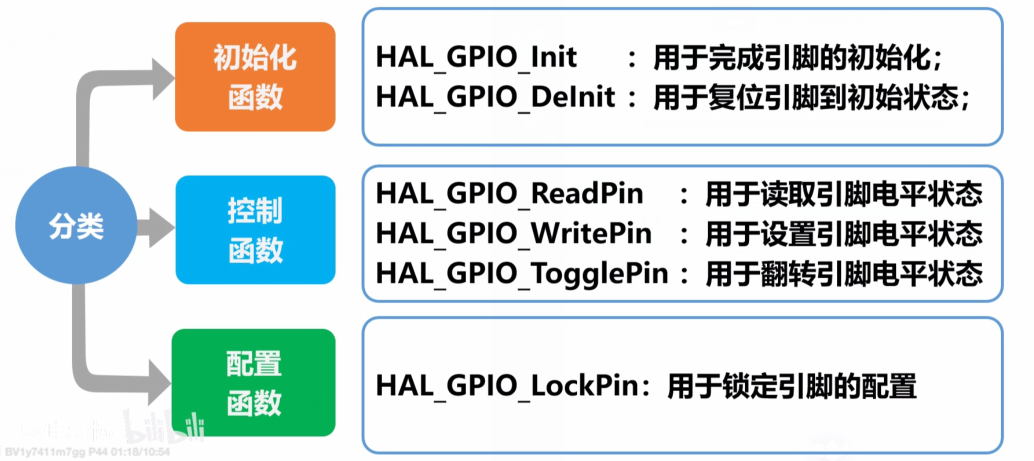 分类
初始化
函数
HAL_GPIO_Init ：用于完成引脚的初始化；
HAL_GPIO_DeInit ：用于复位引脚到初始状态；
控制
函数
HAL_GPIO_ReadPin ：用于读取引脚电平状态
HAL_GPIO_WritePin ：用于设置引脚电平状态
HAL_GPIO_TogglePin ：用于翻转引脚电平状态
配置
函数
HAL_GPIO_LockPin：用于锁定引脚的配置
bilibili
BV1y7411m7gg P44 01:18/10:54